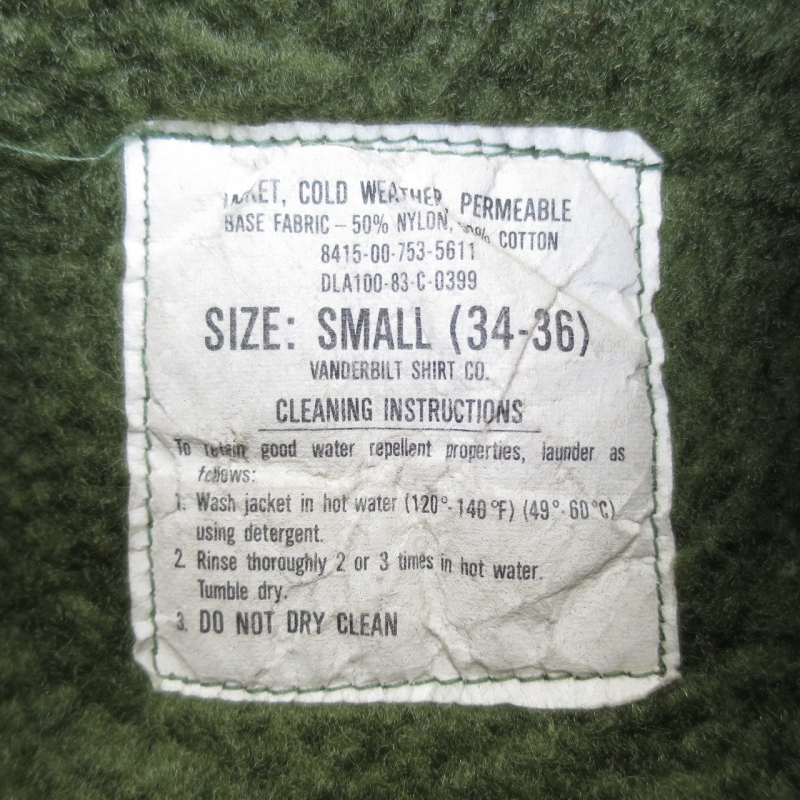 JACKET, COLD WEATHER, PERMEABLE
BASE FABRIC – 50% NYLON, 50% COTTON
8415-00-753-5611
DLA100-83-C-0399
SIZE: SMALL (34-36)
VANDERBILT SHIRT CO.
CLEANING INSTRUCTIONS
To retain good water repellent properties, launder as
follows:
1. Wash jacket in hot water (120°-140°F) (49°-60°C)
using detergent.
2. Rinse thoroughly 2 or 3 times in hot water.
Tumble dry.
3. DO NOT DRY CLEAN